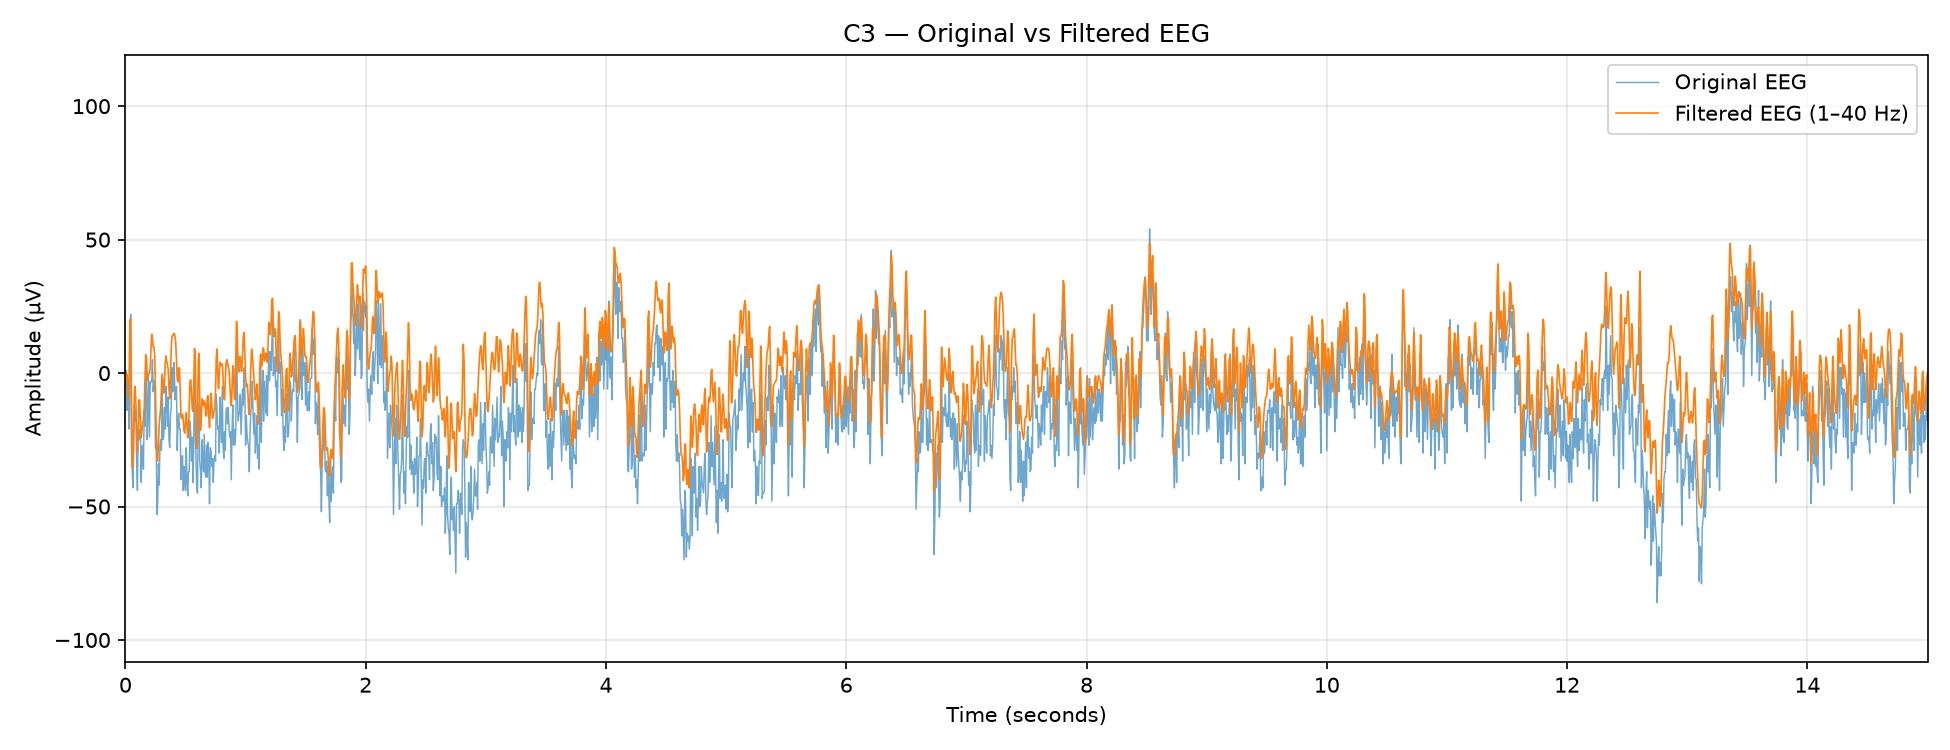 C3 — Original vs Filtered EEG
Original EEG
Filtered EEG (1–40 Hz)
100
50
0
−50
−100
Amplitude (µV)
0 2 4 6 8 10 12 14
Time (seconds)